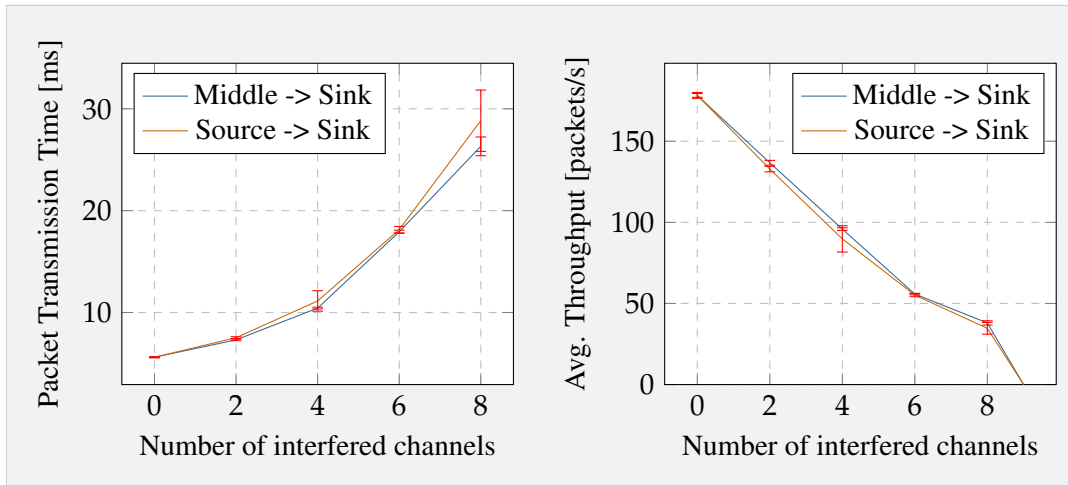 Packet Transmission Time [ms]
30
20
10
0 2 4 6 8
Number of interfered channels
Middle -> Sink
Source -> Sink
Avg. Throughput [packets/s]
150
100
50
0
0 2 4 6 8
Number of interfered channels
Middle -> Sink
Source -> Sink